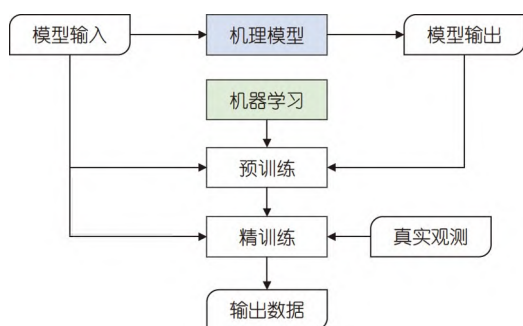 模型输入
机理模型
模型输出
机器学习
预训练
精训练
真实观测
输出数据